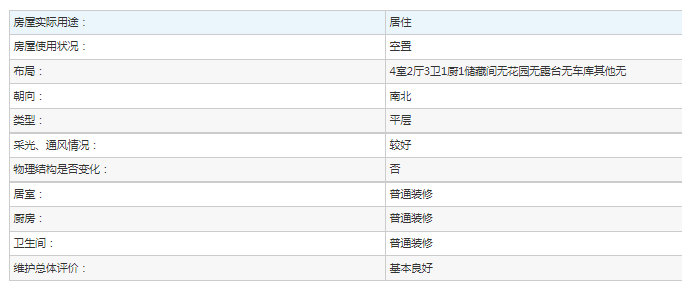 房屋实际用途： 居住
房屋使用状况： 空置
布局： 4室2厅3卫1厨1储藏间无花园无露台无车库其他无
朝向： 南北
类型： 平层
采光、通风情况： 较好
物理结构是否变化： 否
居室： 普通装修
厨房： 普通装修
卫生间： 普通装修
维护总体评价： 基本良好